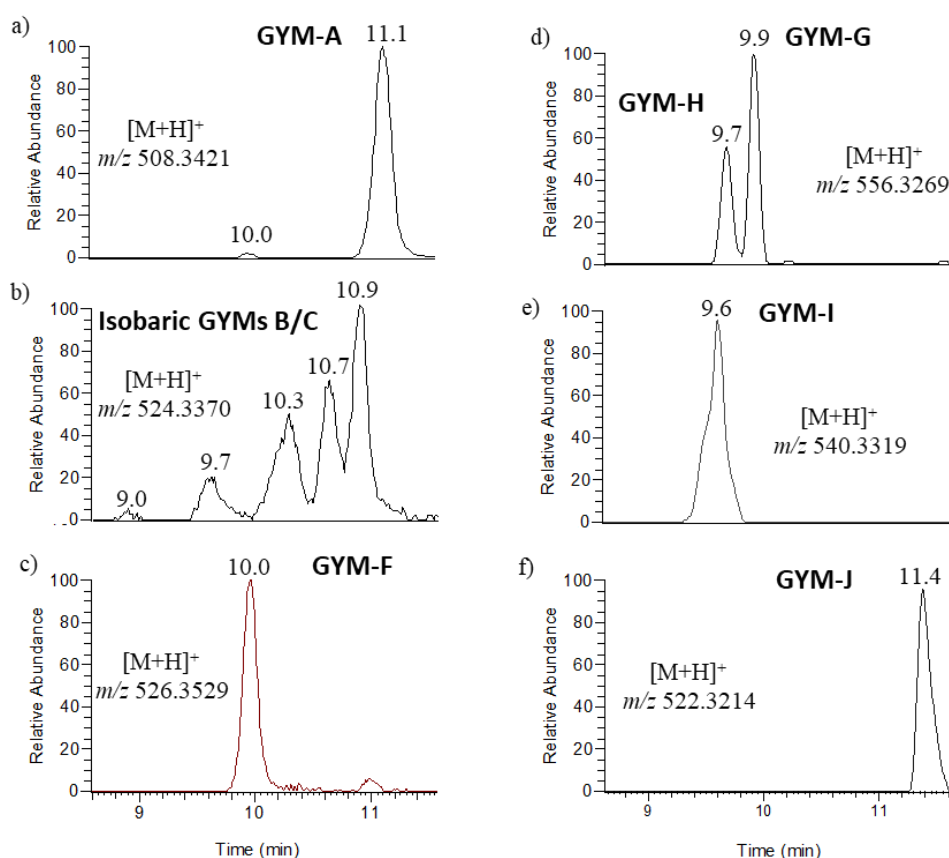 a)
GYM-A
11.1
[M+H]+
m/z 508.3421
10.0
Relative Abundance
100
80
60
40
20
0
b)
Isobaric GYMs B/C
10.9
[M+H]+
m/z 524.3370
10.7
10.3
9.7
9.0
Relative Abundance
100
80
60
40
20
0
c)
GYM-F
10.0
[M+H]+
m/z 526.3529
Relative Abundance
100
80
60
40
20
0
9
10
11
Time (min)
d)
9.9
GYM-G
GYM-H
9.7
[M+H]+
m/z 556.3269
Relative Abundance
100
80
60
40
20
0
e)
9.6
GYM-I
[M+H]+
m/z 540.3319
Relative Abundance
100
80
60
40
20
0
f)
GYM-J
11.4
[M+H]+
m/z 522.3214
Relative Abundance
100
80
60
40
20
0
9
10
11
Time (min)